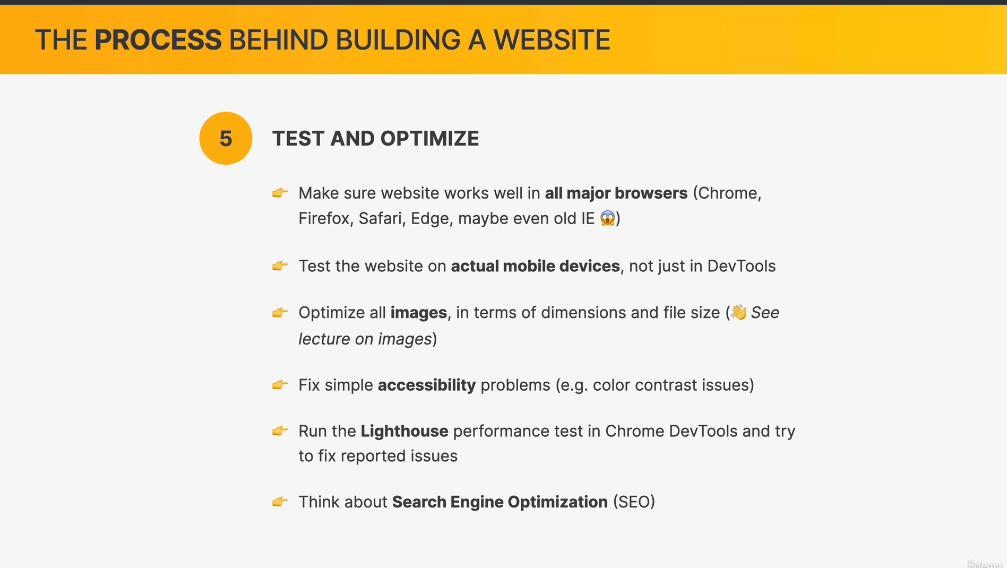 THE PROCESS BEHIND BUILDING A WEBSITE
5 TEST AND OPTIMIZE
👉 Make sure website works well in all major browsers (Chrome,
Firefox, Safari, Edge, maybe even old IE 😱)
👉 Test the website on actual mobile devices, not just in DevTools
👉 Optimize all images, in terms of dimensions and file size (👋 See
lecture on images)
👉 Fix simple accessibility problems (e.g. color contrast issues)
👉 Run the Lighthouse performance test in Chrome DevTools and try
to fix reported issues
👉 Think about Search Engine Optimization (SEO)